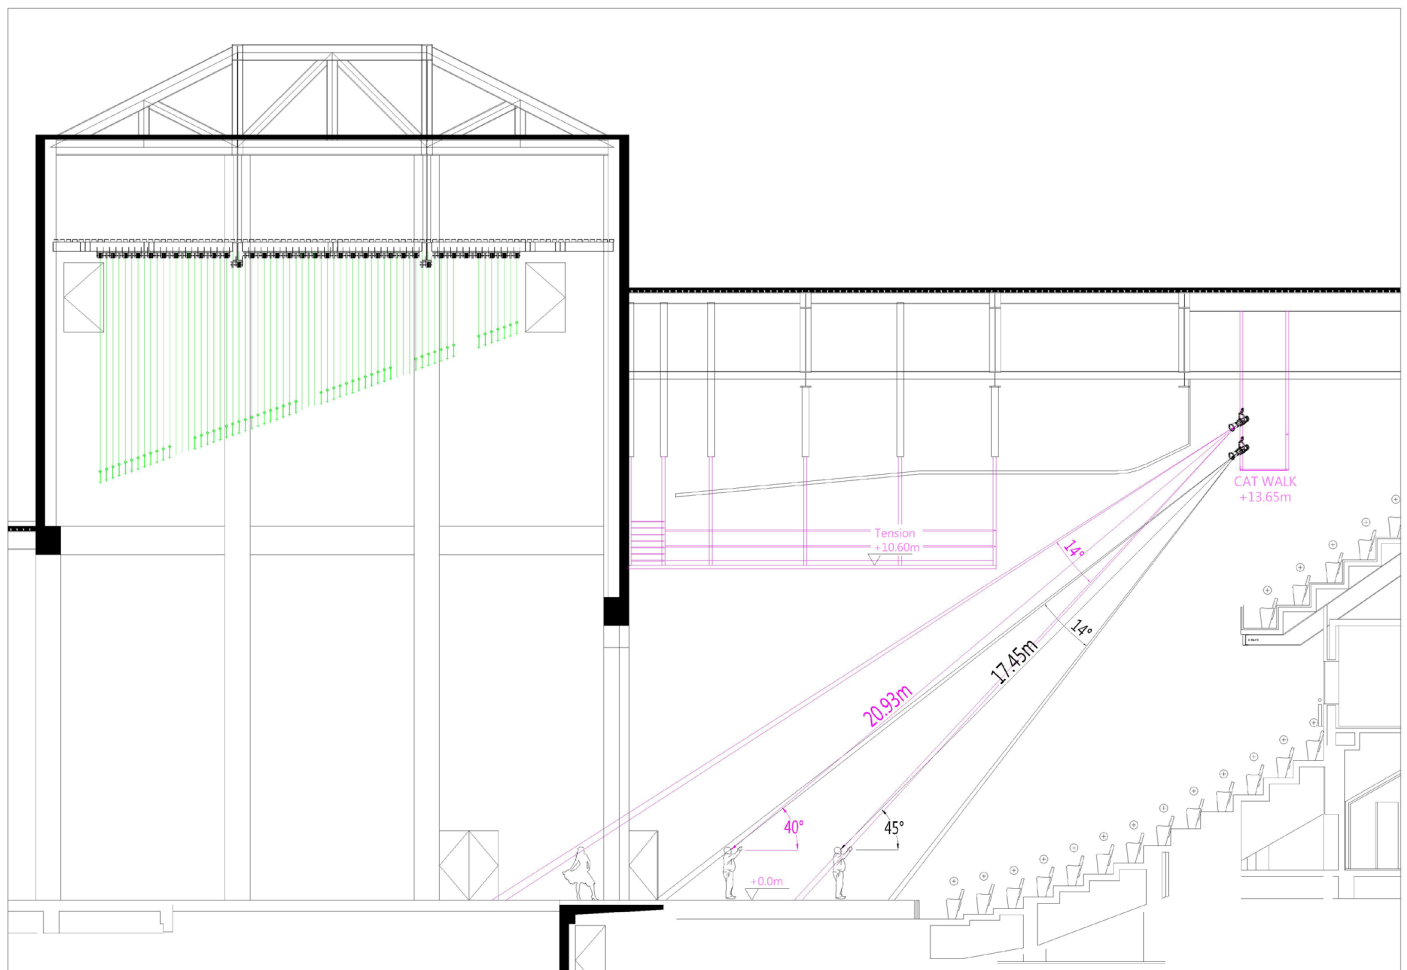 CAT WALK
+13.65m
Tension
+10.60m
14°
14°
17.45m
20.93m
40°
45°
+0.0m